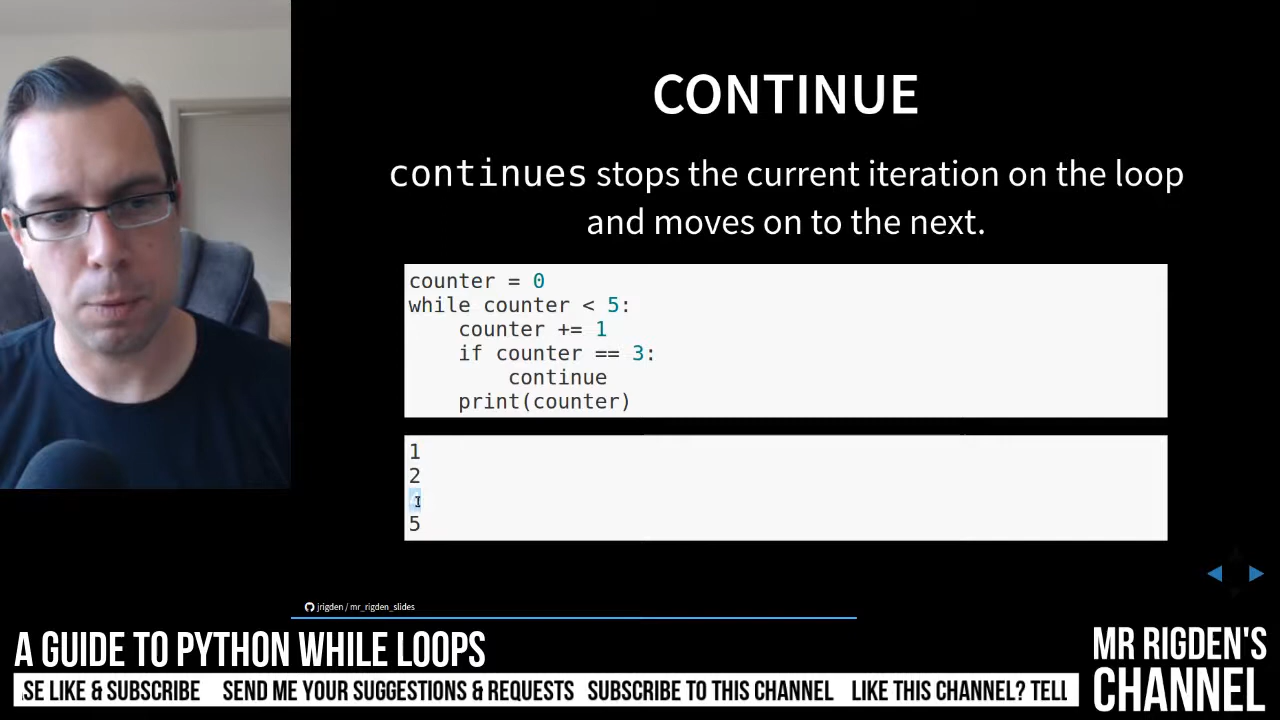 CONTINUE
continues stops the current iteration on the loop
and moves on to the next.
counter = 0
while counter < 5:
    counter += 1
    if counter == 3:
        continue
    print(counter)
1
2
5
jrigden / mr_rigden_slides
A GUIDE TO PYTHON WHILE LOOPS
SE LIKE & SUBSCRIBE SEND ME YOUR SUGGESTIONS & REQUESTS SUBSCRIBE TO THIS CHANNEL LIKE THIS CHANNEL? TELL
MR RIGDEN'S
CHANNEL